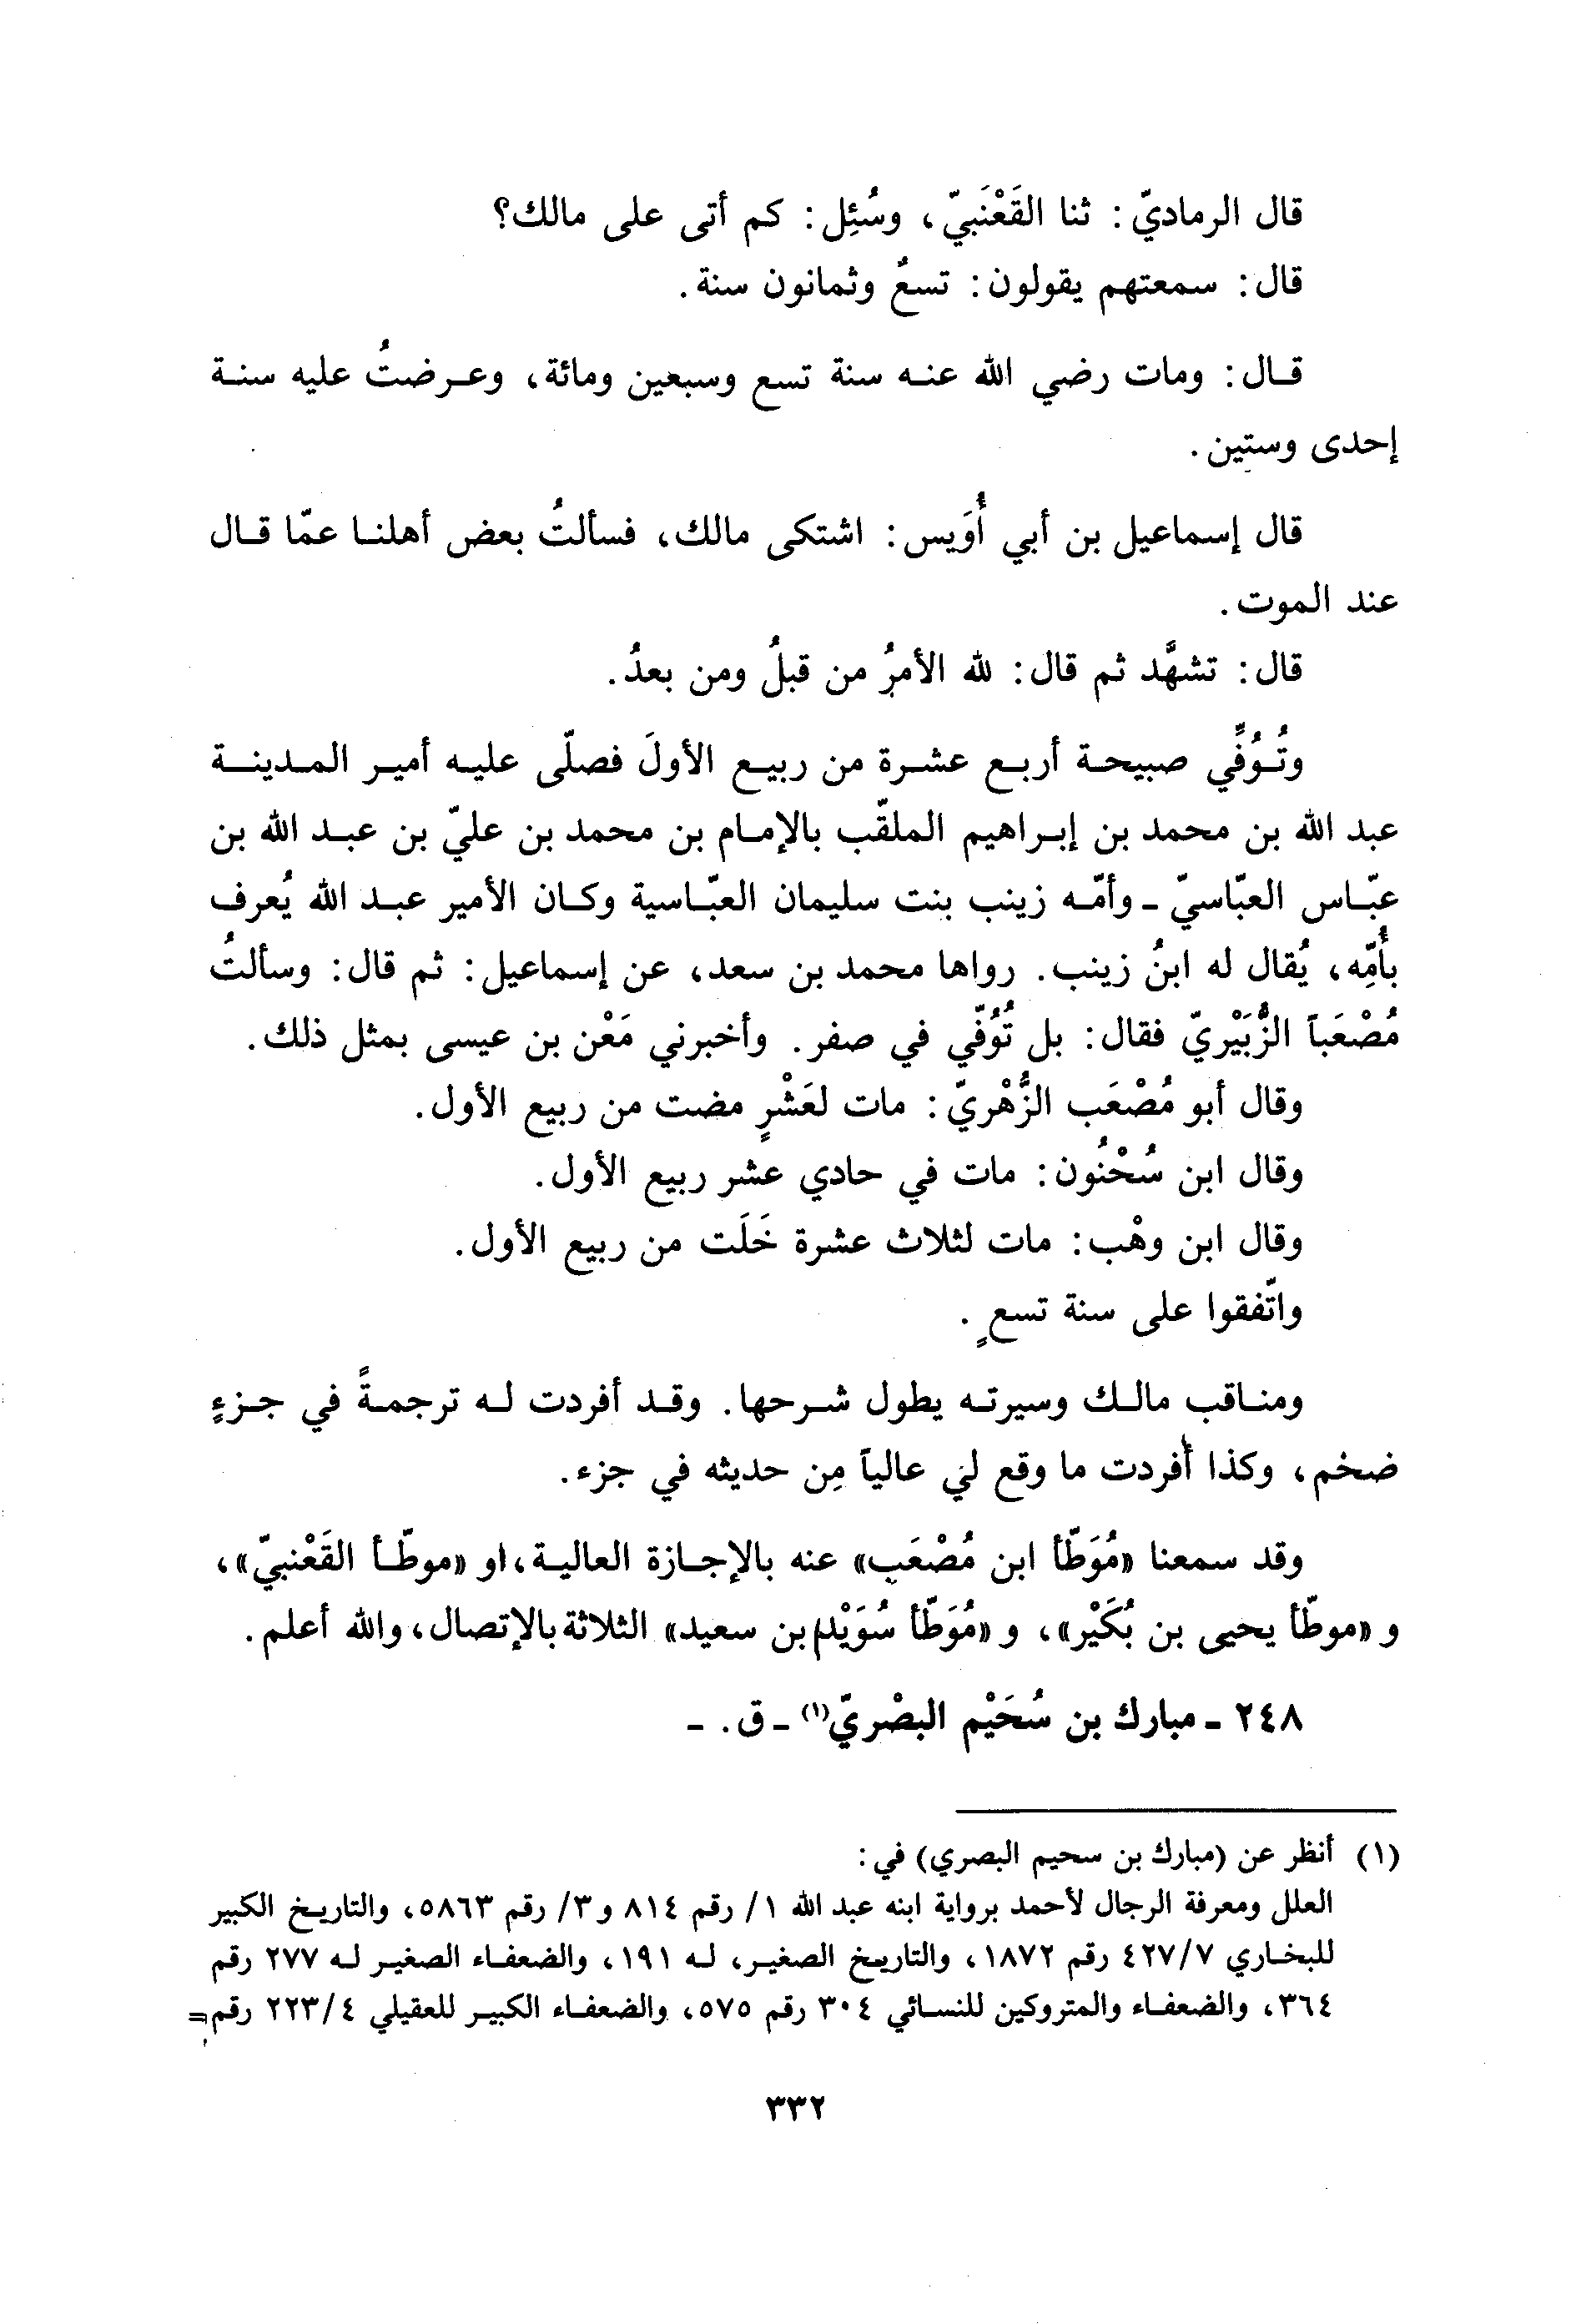 قال الرماديّ: ثنا القَعْنَبيّ، وسُئِل: كم أتى على مالك؟
قال: سمعتهم يقولون: تسعٌ وثمانون سنة.
قال: ومات رضي الله عنه سنة تسع وسبعين ومائة، وعرضتُ عليه سنة
إحدى وستين.
قال إسماعيل بن أبي أُوَيس: اشتكى مالك، فسألتُ بعض أهلنا عمّا قال
عند الموت.
قال: تشهَّد ثم قال: لله الأمرُ من قبلُ ومن بعدُ.
وتُوُفِّي صبيحة أربع عشرة من ربيع الأولَ فصلّى عليه أمير المدينة
عبد الله بن محمد بن إبراهيم الملقّب بالإمام بن محمد بن عليّ بن عبد الله بن
عبّاس العبّاسيّ - وأمّه زينب بنت سليمان العبّاسية وكان الأمير عبد الله يُعرف
بأُمِّه، يُقال له ابنُ زينب. رواها محمد بن سعد، عن إسماعيل: ثم قال: وسألتُ
مُصْعَباً الزُّبَيْريّ فقال: بل تُوُفّي في صفر. وأخبرني مَعْن بن عيسى بمثل ذلك.
وقال أبو مُصْعَب الزُّهْريّ: مات لعَشْرٍ مضت من ربيع الأول.
وقال ابن سُحْنُون: مات في حادي عشر ربيع الأول.
وقال ابن وهْب: مات لثلاث عشرة خَلَت من ربيع الأول.
واتّفقوا على سنة تسعٍ.
ومناقب مالك وسيرته يطول شرحها. وقد أفردت له ترجمةً في جزءٍ
ضخم، وكذا أفردت ما وقع لي عالياً مِن حديثه في جزء.
وقد سمعنا «مُوَطّأ ابن مُصْعَب» عنه بالإجازة العالية، او «موطّأ القَعْنبيّ»،
و «موطّأ يحيى بن بُكَيْر»، و «مُوَطّأ سُوَيْد بن سعيد» الثلاثة بالإتصال، والله أعلم.
٢٤٨ - مبارك بن سُحَيْم البصْريّ(١) - ق. -
(١) أنظر عن (مبارك بن سحيم البصري) في:
العلل ومعرفة الرجال لأحمد برواية ابنه عبد الله ١/ رقم ٨١٤ و٣/ رقم ٥٨٦٣، والتاريخ الكبير
للبخاري ٤٢٧/٧ رقم ١٨٧٢، والتاريخ الصغير، له ١٩١، والضعفاء الصغير له ٢٧٧ رقم
٣٦٤، والضعفاء والمتروكين للنسائي ٣٠٤ رقم ٥٧٥، والضعفاء الكبير للعقيلي ٢٢٣/٤ رقم=
٣٣٢